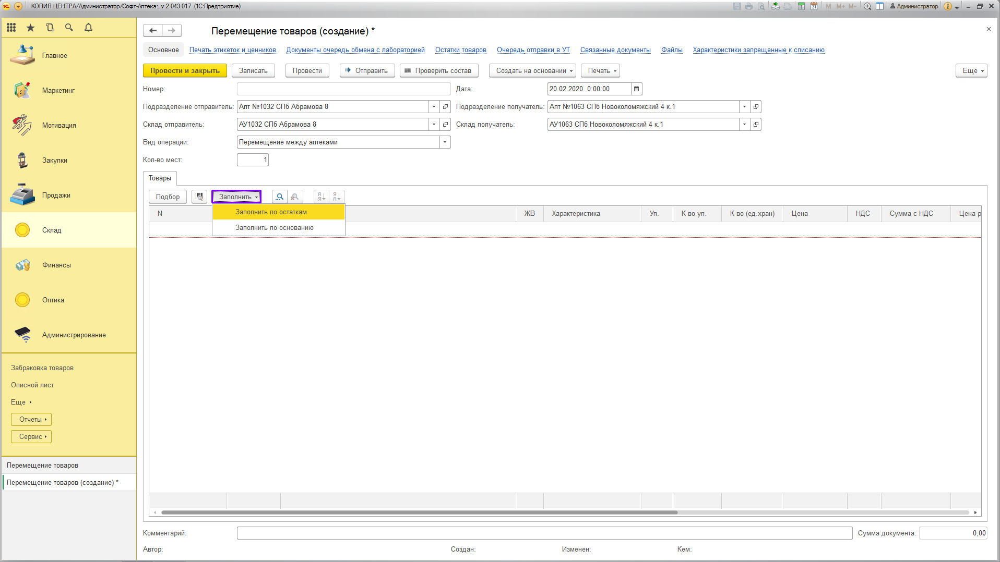 КОПИЯ ЦЕНТРА/Администратор/Софт-Аптека:, v.2.043.017 (1С:Предприятие)
M M+ M- Администратор
Главное
Маркетинг
Мотивация
Закупки
Продажи
Склад
Финансы
Оптика
Администрирование
Забраковка товаров
Описной лист
Еще
Отчеты
Сервис
Перемещение товаров
Перемещение товаров (создание) *
Перемещение товаров (создание) *
Основное Печать этикеток и ценников Документы очередь обмена с лабораторией Остатки товаров Очередь отправки в УТ Связанные документы Файлы Характеристики запрещенные к списанию
Провести и закрыть Записать Провести Отправить Проверить состав Создать на основании Печать Еще
Номер: Дата: 20.02.2020 0:00:00
Подразделение отправитель: Апт №1032 СПб Абрамова 8 Подразделение получатель: Апт №1063 СПб Новоколомяжский 4 к.1
Склад отправитель: АУ1032 СПб Абрамова 8 Склад получатель: АУ1063 СПб Новоколомяжский 4 к.1
Вид операции: Перемещение между аптеками
Кол-во мест: 1
Товары
Подбор Заполнить
Заполнить по остаткам
Заполнить по основанию
N ЖВ Характеристика Уп. К-во уп. К-во (ед.хран) Цена НДС Сумма с НДС Цена р
Комментарий: Сумма документа: 0,00
Автор: Создан: Изменен: Кем: